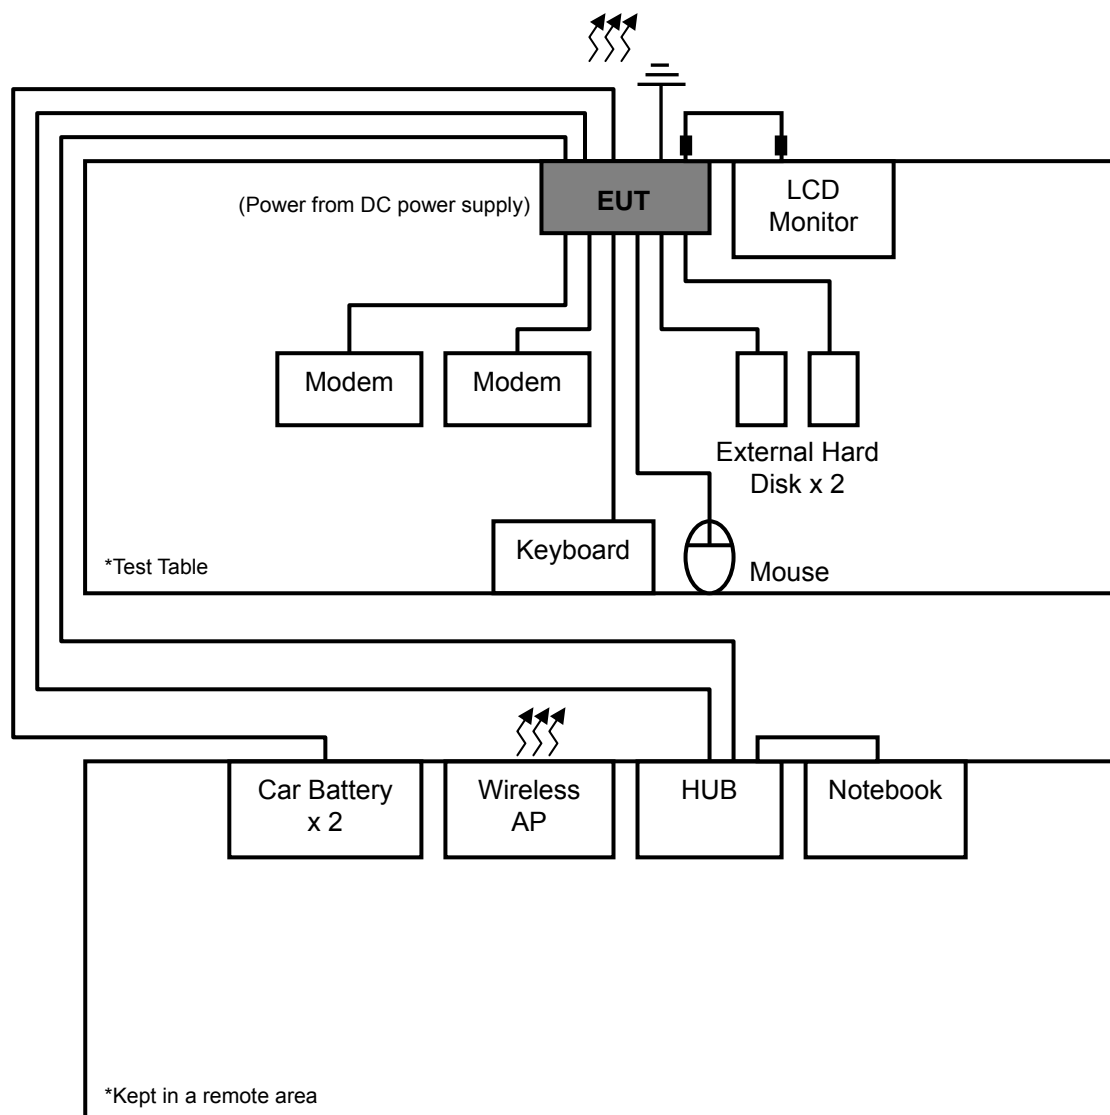 (Power from DC power supply)
EUT
LCD
Monitor
Modem
Modem
External Hard
Disk x 2
Keyboard
Mouse
*Test Table
Car Battery
x 2
Wireless
AP
HUB
Notebook
*Kept in a remote area